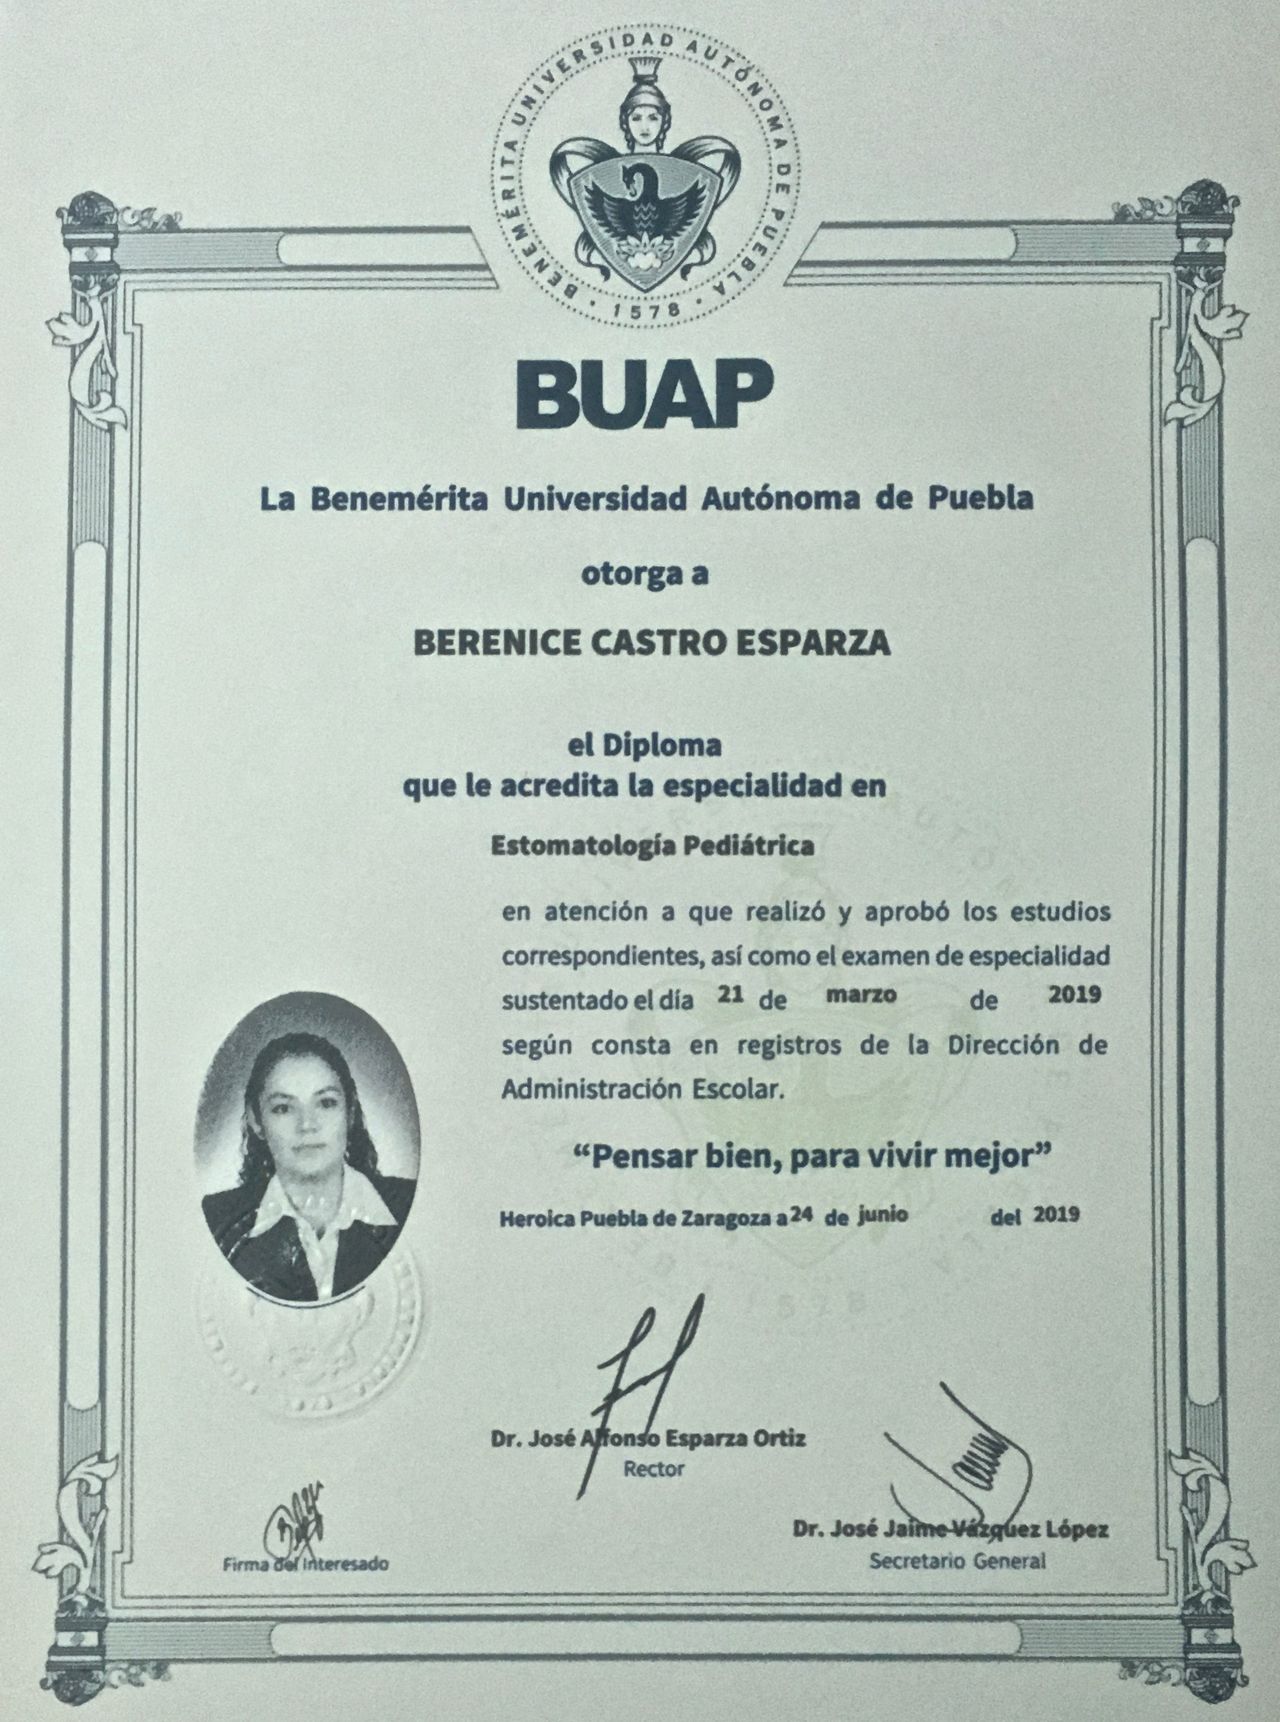 BENEMÉRITA UNIVERSIDAD AUTÓNOMA DE PUEBLA
· 1578 ·
BUAP
La Benemérita Universidad Autónoma de Puebla
otorga a
BERENICE CASTRO ESPARZA
el Diploma
que le acredita la especialidad en
Estomatología Pediátrica
en atención a que realizó y aprobó los estudios
correspondientes, así como el examen de especialidad
sustentado el día 21 de marzo de 2019
según consta en registros de la Dirección de
Administración Escolar.
“Pensar bien, para vivir mejor”
Heroica Puebla de Zaragoza a 24 de junio del 2019
Dr. José Alfonso Esparza Ortiz
Rector
Dr. José Jaime Vázquez López
Secretario General
Firma del Interesado